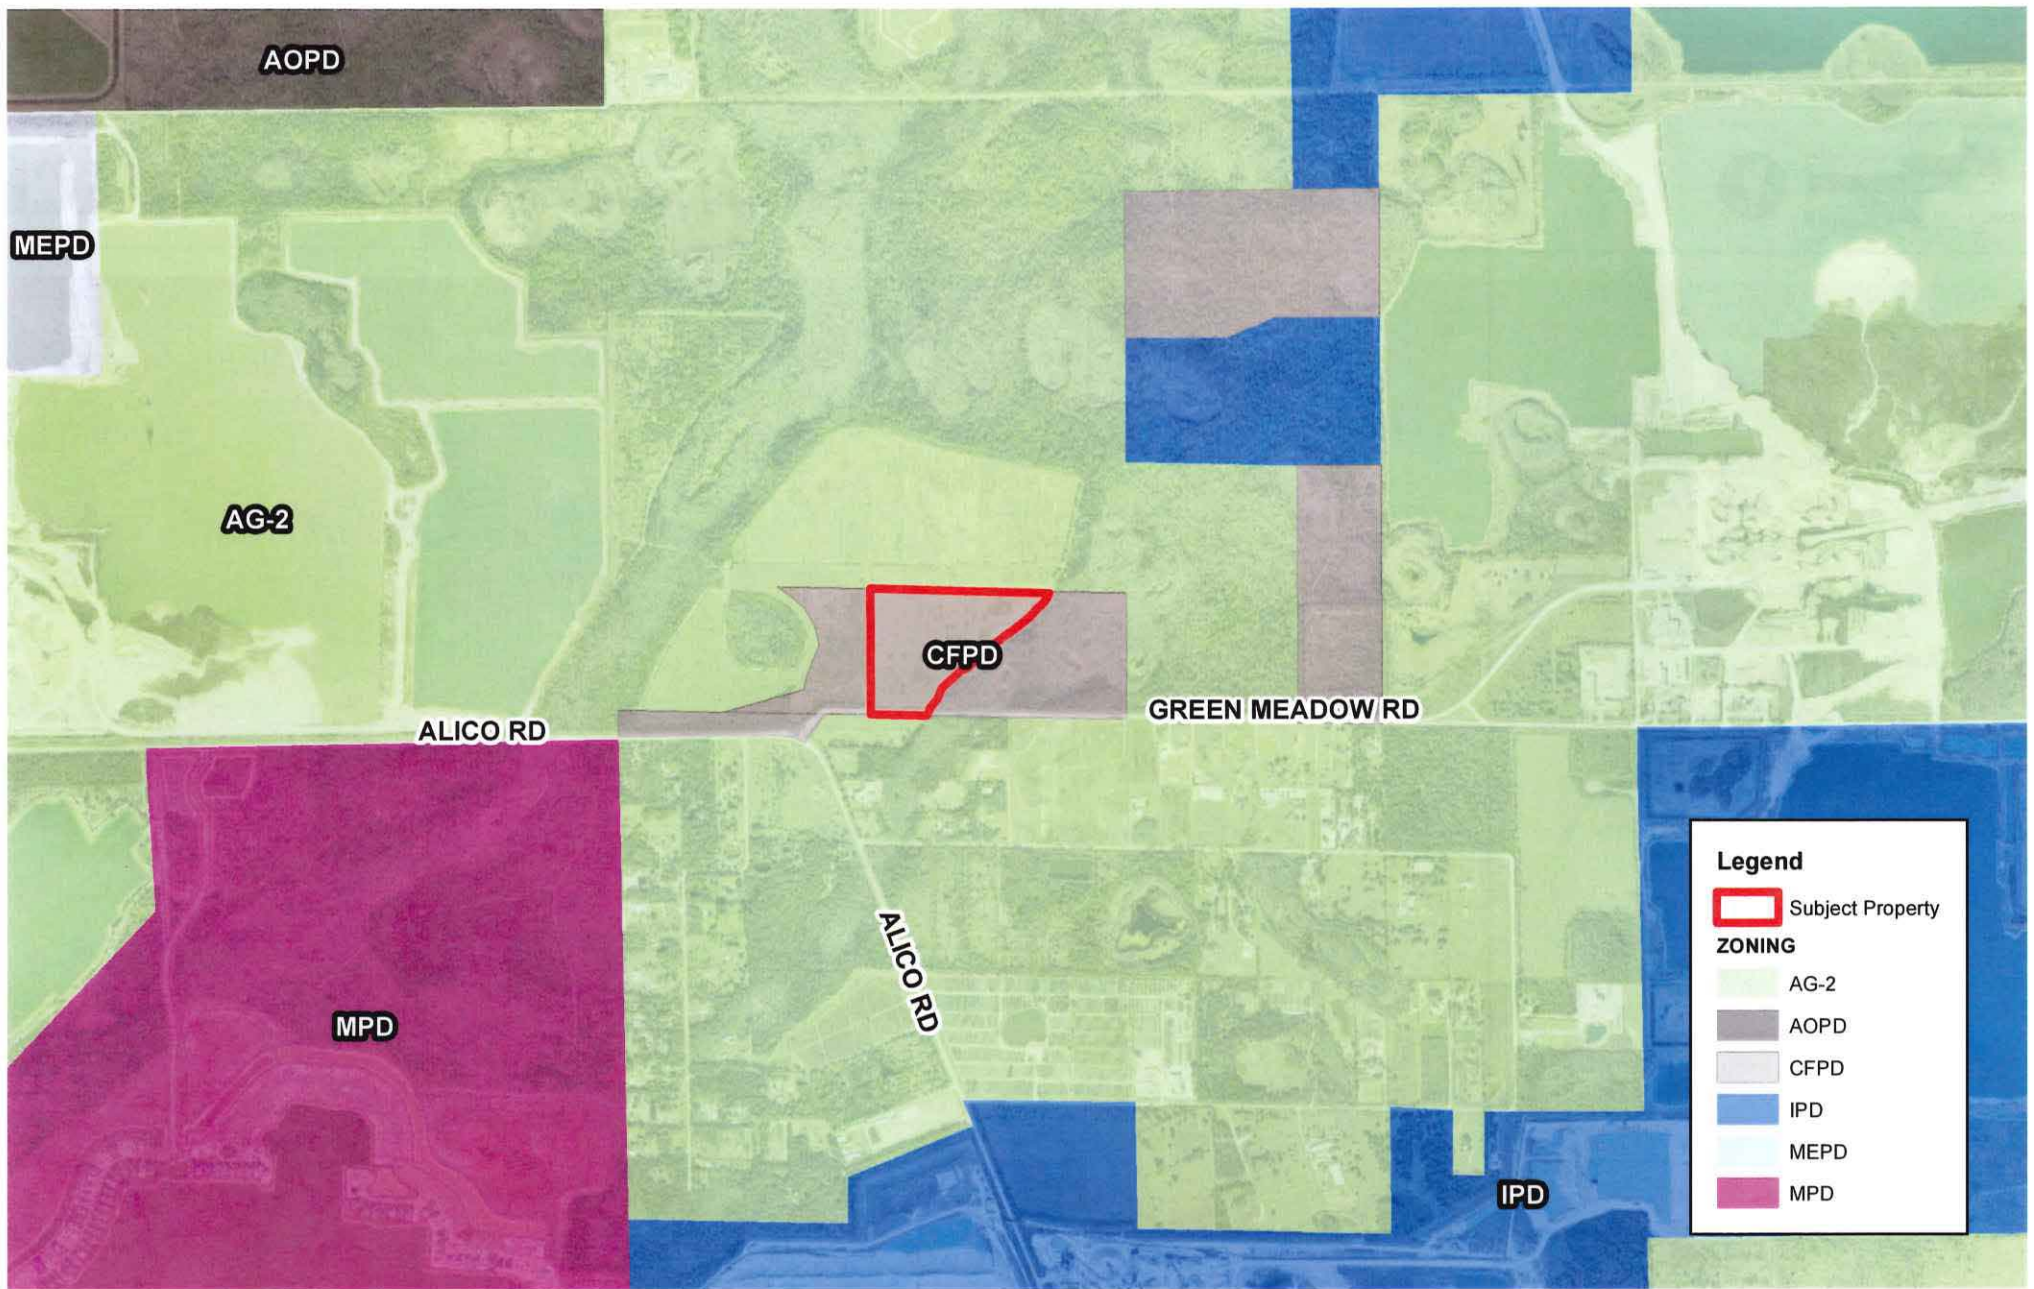 AOPD
MEPD
AG-2
CFPD
GREEN MEADOW RD
ALICO RD
ALICO RD
MPD
IPD
Legend
Subject Property
ZONING
AG-2
AOPD
CFPD
IPD
MEPD
MPD